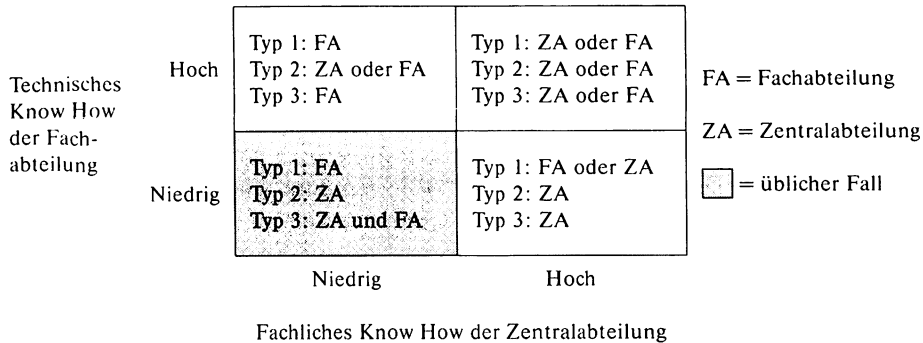 Technisches
Know How
der Fach-
abteilung
Hoch
Typ 1: FA
Typ 2: ZA oder FA
Typ 3: FA
Typ 1: ZA oder FA
Typ 2: ZA oder FA
Typ 3: ZA oder FA
Niedrig
Typ 1: FA
Typ 2: ZA
Typ 3: ZA und FA
Typ 1: FA oder ZA
Typ 2: ZA
Typ 3: ZA
FA = Fachabteilung
ZA = Zentralabteilung
= üblicher Fall
Niedrig
Hoch
Fachliches Know How der Zentralabteilung